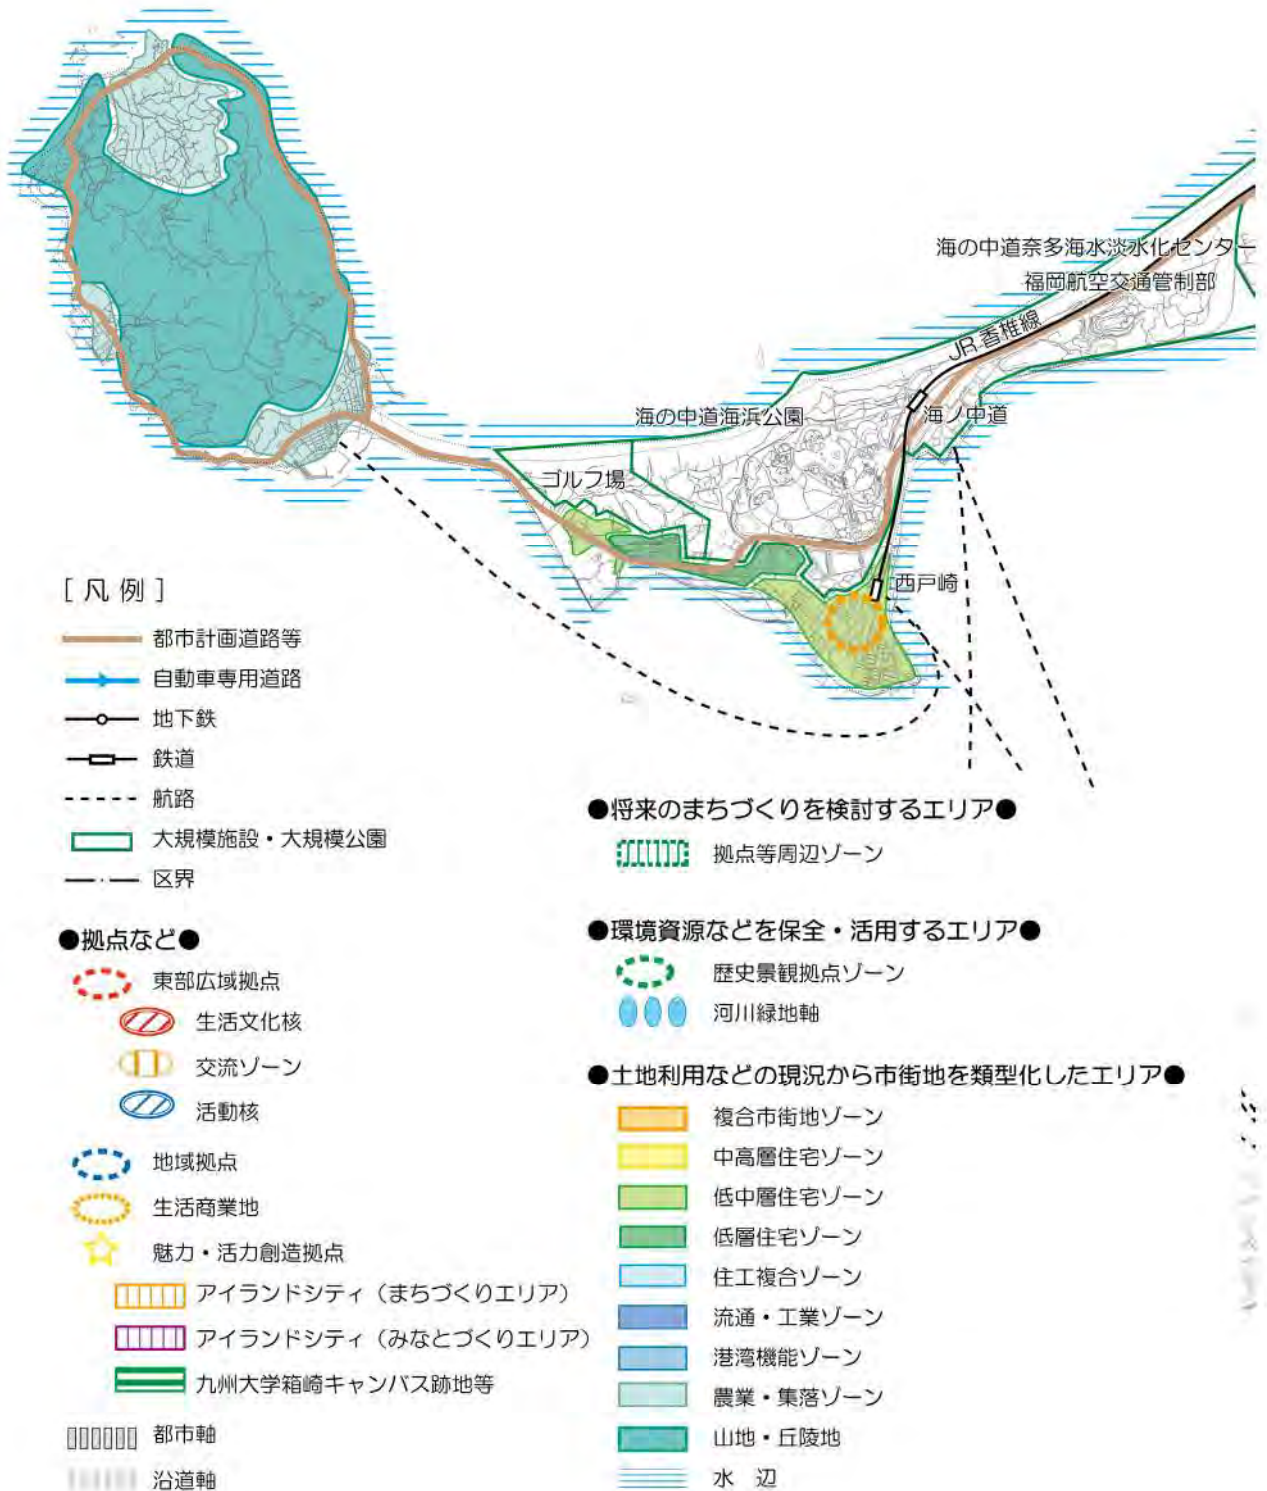 海の中道奈多海水淡水化センター
福岡航空交通管制部
JR 香椎線
海の中道海浜公園
海ノ中道
ゴルフ場
西戸崎
[ 凡 例 ]
都市計画道路等
自動車専用道路
地下鉄
鉄道
航路
大規模施設・大規模公園
区界
●拠点など●
東部広域拠点
生活文化核
交流ゾーン
活動核
地域拠点
生活商業地
魅力・活力創造拠点
アイランドシティ（まちづくりエリア）
アイランドシティ（みなとづくりエリア）
九州大学箱崎キャンパス跡地等
都市軸
沿道軸
●将来のまちづくりを検討するエリア●
拠点等周辺ゾーン
●環境資源などを保全・活用するエリア●
歴史景観拠点ゾーン
河川緑地軸
●土地利用などの現況から市街地を類型化したエリア●
複合市街地ゾーン
中高層住宅ゾーン
低中層住宅ゾーン
低層住宅ゾーン
住工複合ゾーン
流通・工業ゾーン
港湾機能ゾーン
農業・集落ゾーン
山地・丘陵地
水　辺